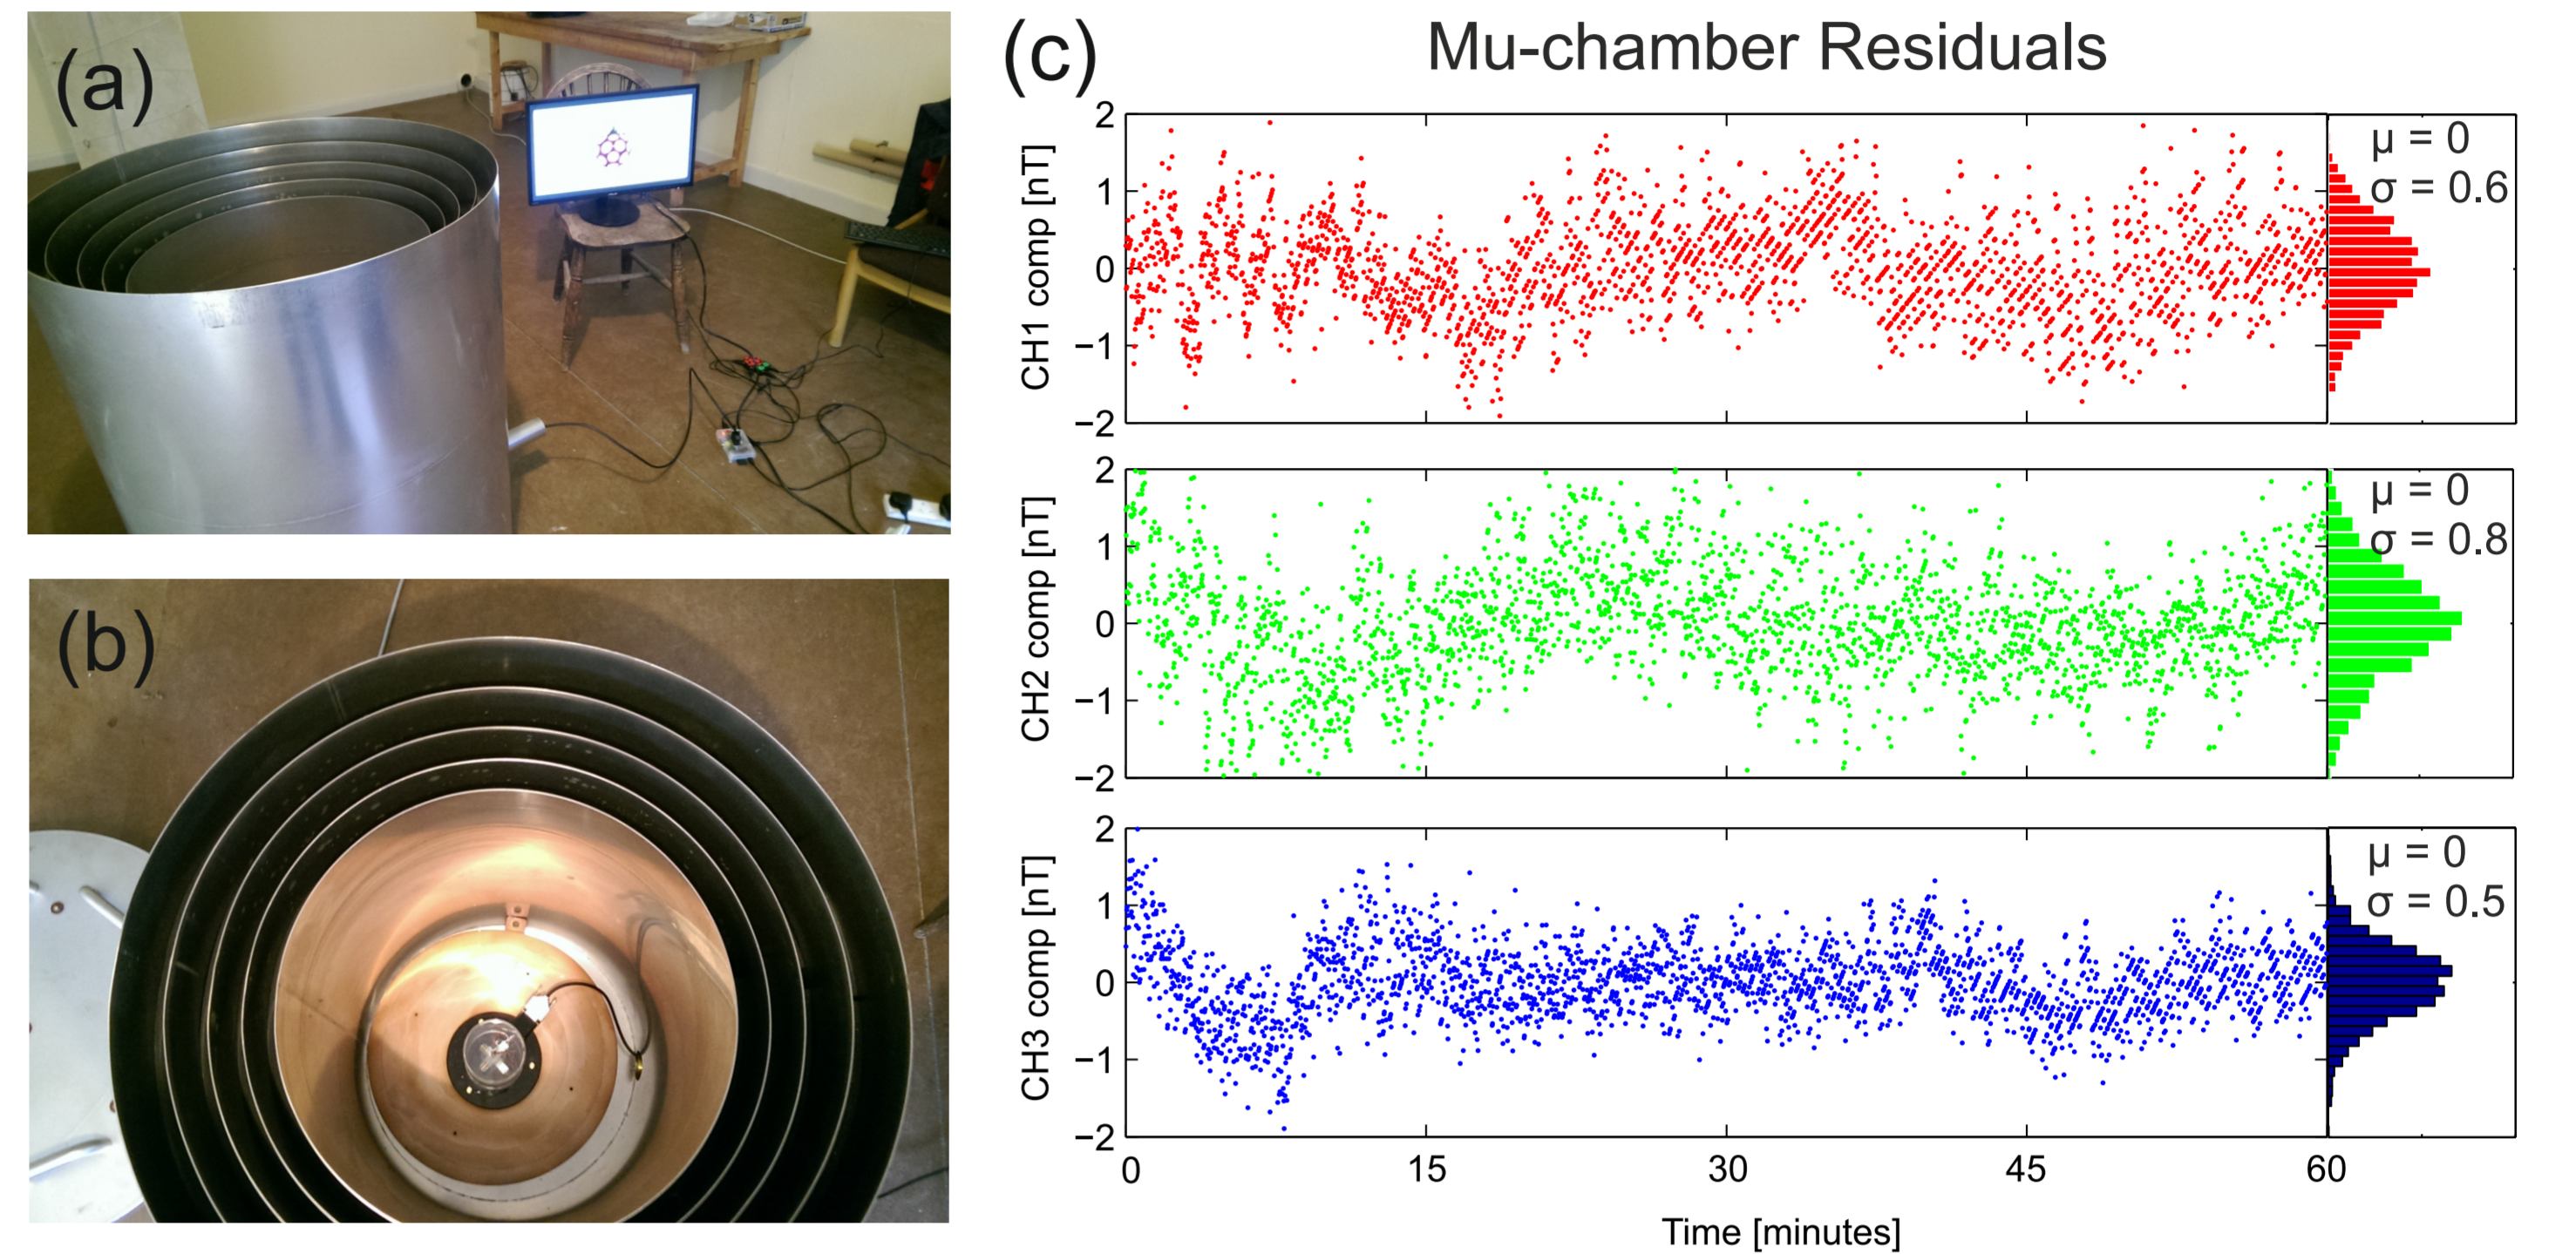 (a)
(b)
(c)
Mu-chamber Residuals
CH1 comp [nT]
2
1
0
−1
−2
μ = 0
σ = 0.6
CH2 comp [nT]
2
1
0
−1
−2
μ = 0
σ = 0.8
CH3 comp [nT]
2
1
0
−1
−2
μ = 0
σ = 0.5
0 15 30 45 60
Time [minutes]